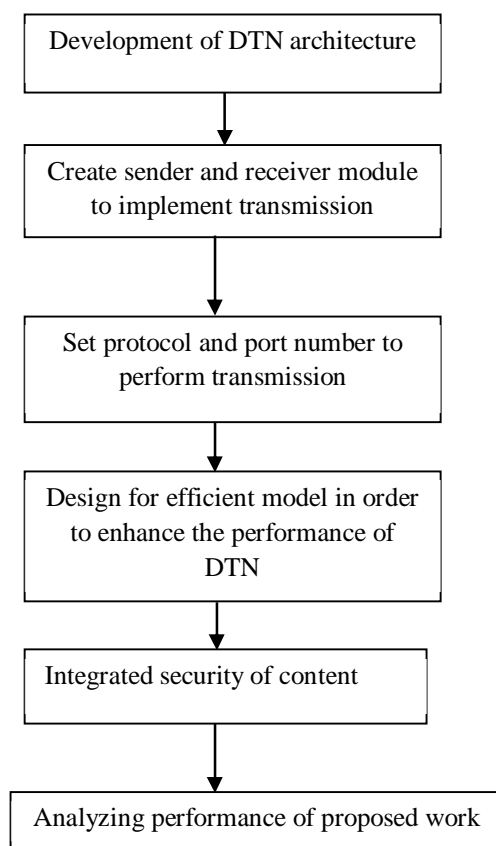 Development of DTN architecture
Create sender and receiver module
to implement transmission
Set protocol and port number to
perform transmission
Design for efficient model in order
to enhance the performance of
DTN
Integrated security of content
Analyzing performance of proposed work